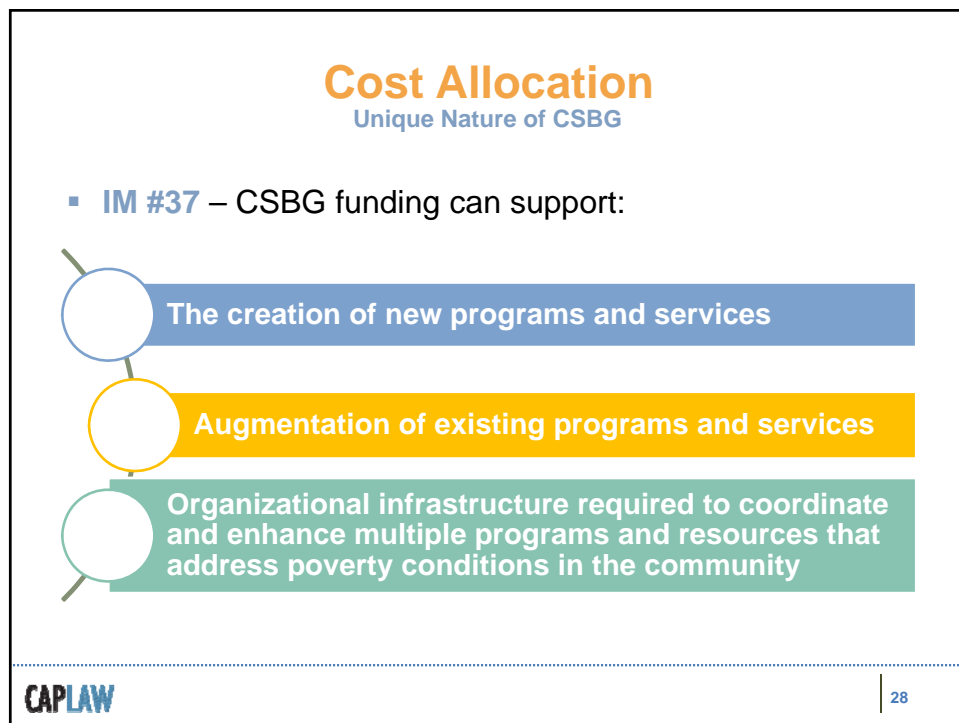 Cost Allocation
Unique Nature of CSBG
▪ IM #37 – CSBG funding can support:
The creation of new programs and services
Augmentation of existing programs and services
Organizational infrastructure required to coordinate
and enhance multiple programs and resources that
address poverty conditions in the community
CAPLAW
28